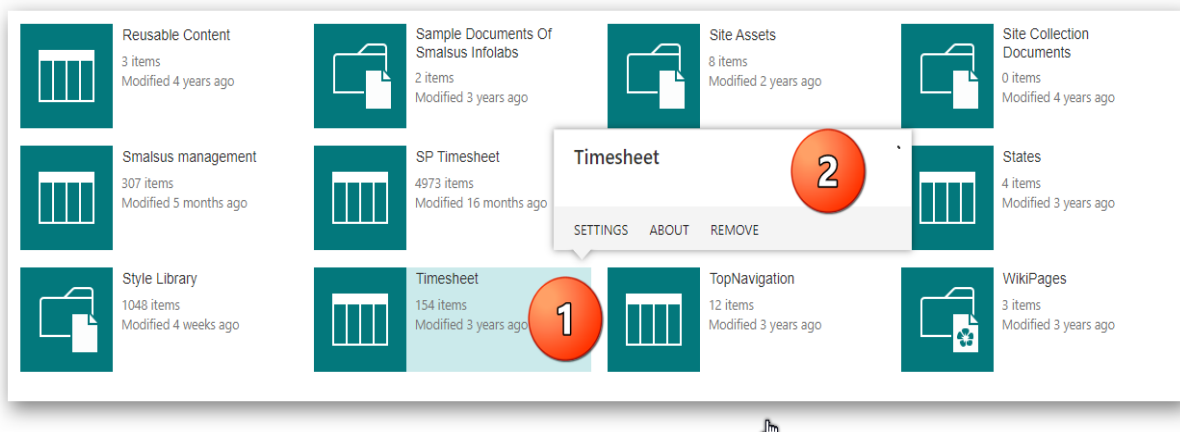 Reusable Content
3 items
Modified 4 years ago
Sample Documents Of
Smalsus Infolabs
2 items
Modified 3 years ago
Site Assets
8 items
Modified 2 years ago
Site Collection
Documents
0 items
Modified 4 years ago
Smalsus management
307 items
Modified 5 months ago
SP Timesheet
4973 items
Modified 16 months ago
Timesheet
2
SETTINGS ABOUT REMOVE
States
4 items
Modified 3 years ago
Style Library
1048 items
Modified 4 weeks ago
Timesheet
154 items
Modified 3 years ago
1
TopNavigation
12 items
Modified 3 years ago
WikiPages
3 items
Modified 3 years ago